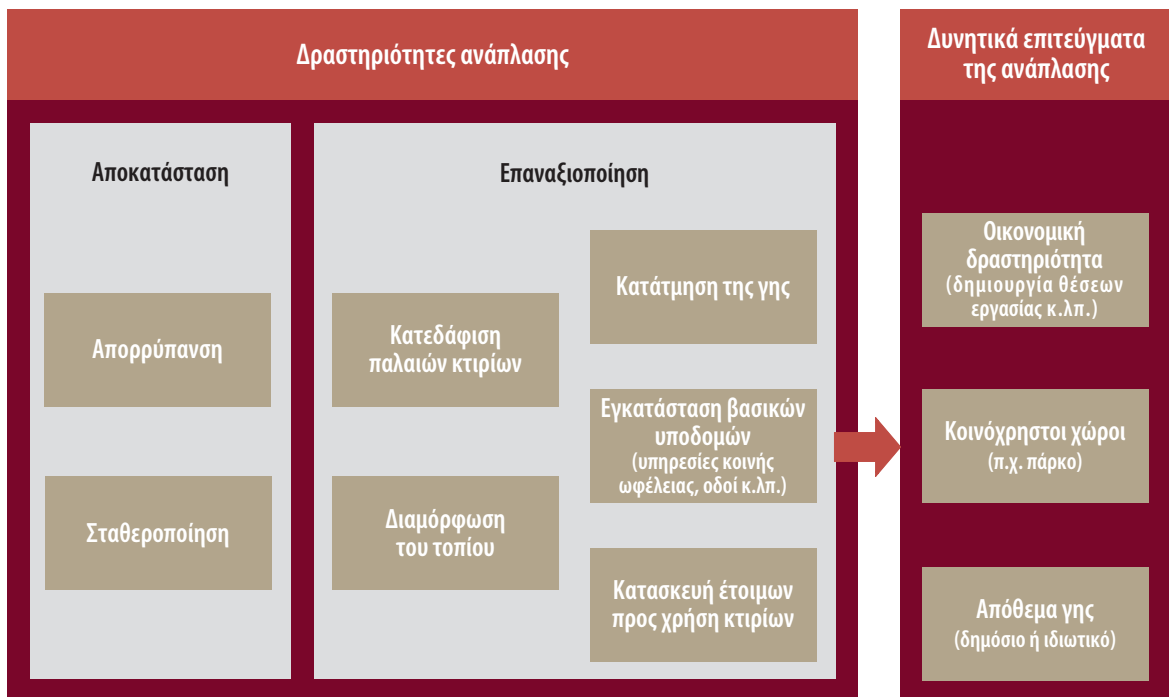 Δραστηριότητες ανάπλασης
Αποκατάσταση
Απορρύπανση
Σταθεροποίηση
Επαναξιοποίηση
Κατεδάφιση
παλαιών κτιρίων
Διαμόρφωση
του τοπίου
Κατάτμηση της γης
Εγκατάσταση βασικών
υποδομών
(υπηρεσίες κοινής
ωφέλειας, οδοί κ.λπ.)
Κατασκευή έτοιμων
προς χρήση κτιρίων
Δυνητικά επιτεύγματα
της ανάπλασης
Οικονομική
δραστηριότητα
(δημιουργία θέσεων
εργασίας κ.λπ.)
Κοινόχρηστοι χώροι
(π.χ. πάρκο)
Απόθεμα γης
(δημόσιο ή ιδιωτικό)